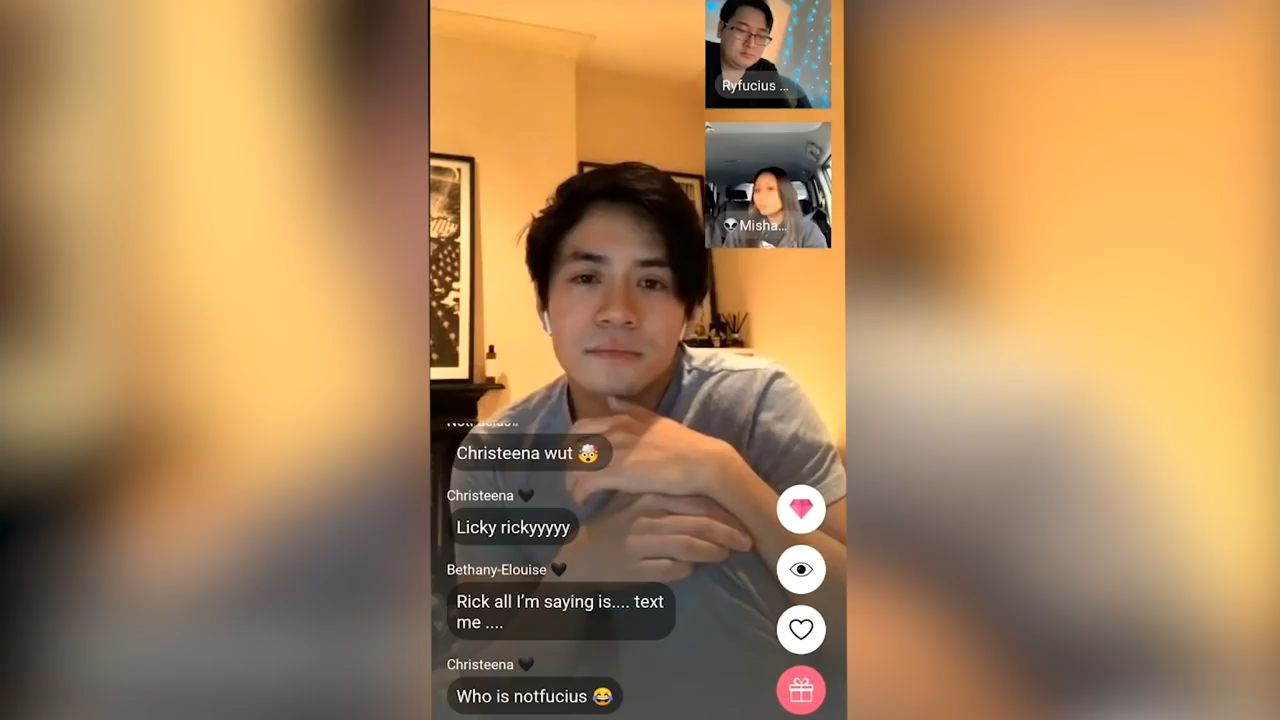 Ryfucius ...
Misha...
Christeena wut 🤯
Christeena 🖤
Licky rickyyyyy
Bethany-Elouise 🖤
Rick all I'm saying is.... text
me ....
Christeena 🖤
Who is notfucius 😂